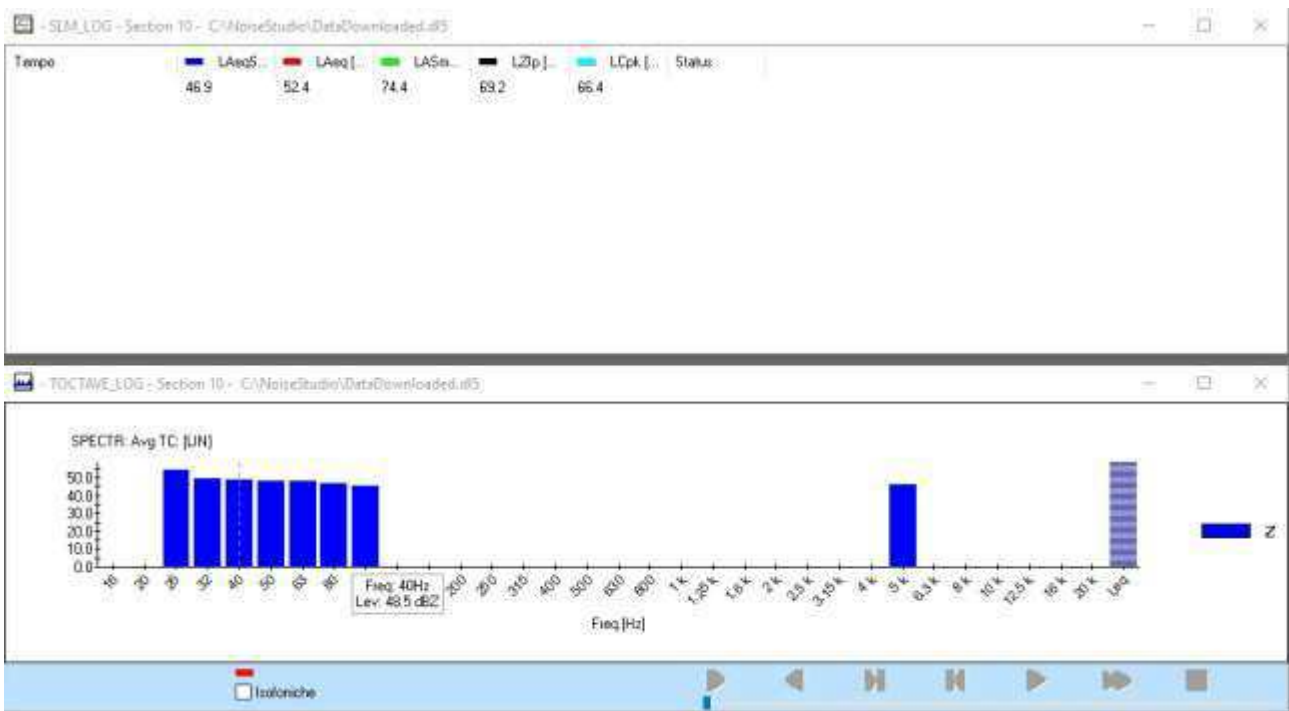 - SLM_LOG - Section 10 - C:\NoiseStudio\DataDownloaded.dl5
Tempo LAeqS... LAeq [... LASm... LZIp [... LCpk [... Status
46.9 52.4 74.4 69.2 66.4
- TOCTAVE_LOG - Section 10 - C:\NoiseStudio\DataDownloaded.dl5
SPECTR: Avg TC: [LIN]
50.0
40.0
30.0
20.0
10.0
0.0
Z
16 20 26 32 40 50 63 80 200 250 315 400 500 630 800 1 k 1.25 k 1.6 k 2 k 2.5 k 3.15 k 4 k 5 k 6.3 k 8 k 10 k 12.5 k 16 k 20 k Leq
Freq: 40Hz
Lev: 48.5 dBZ
Freq.[Hz]
Isofoniche